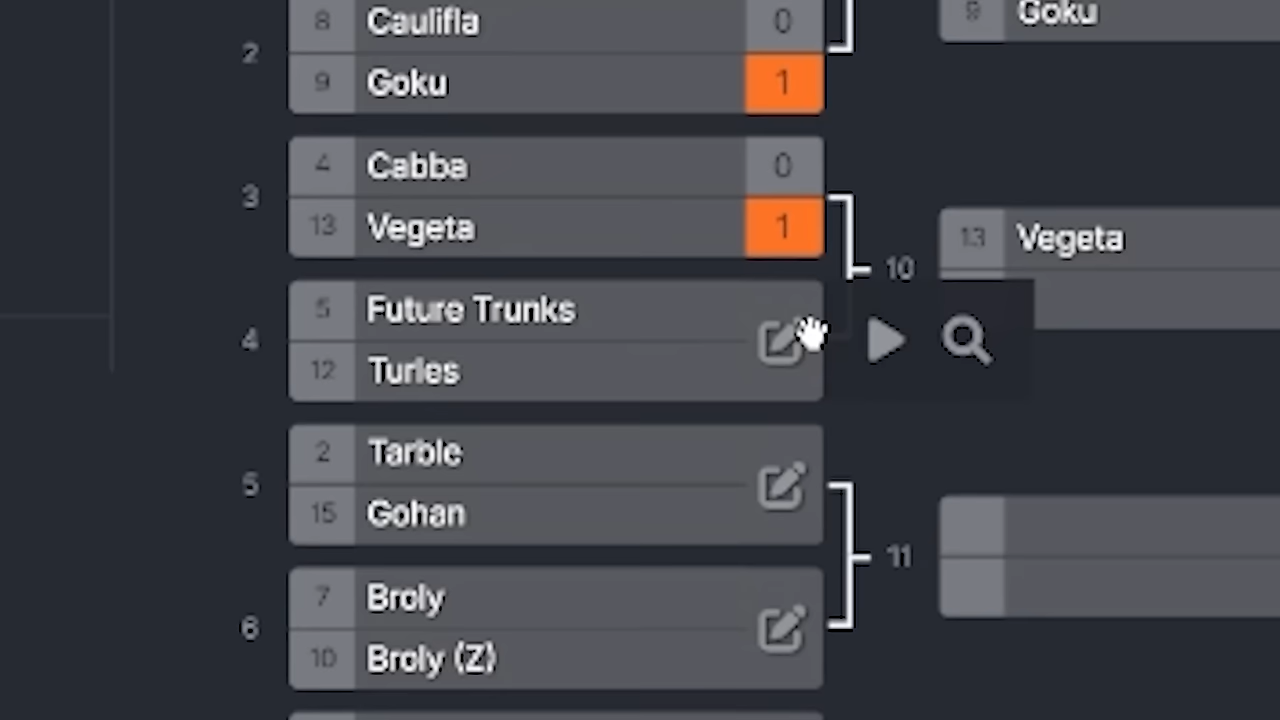 2
8 Caulifla 0
9 Goku 1
9 Goku
3
4 Cabba 0
13 Vegeta 1
10
13 Vegeta
4
5 Future Trunks
12 Turles
5
2 Tarble
15 Gohan
11
6
7 Broly
10 Broly (Z)